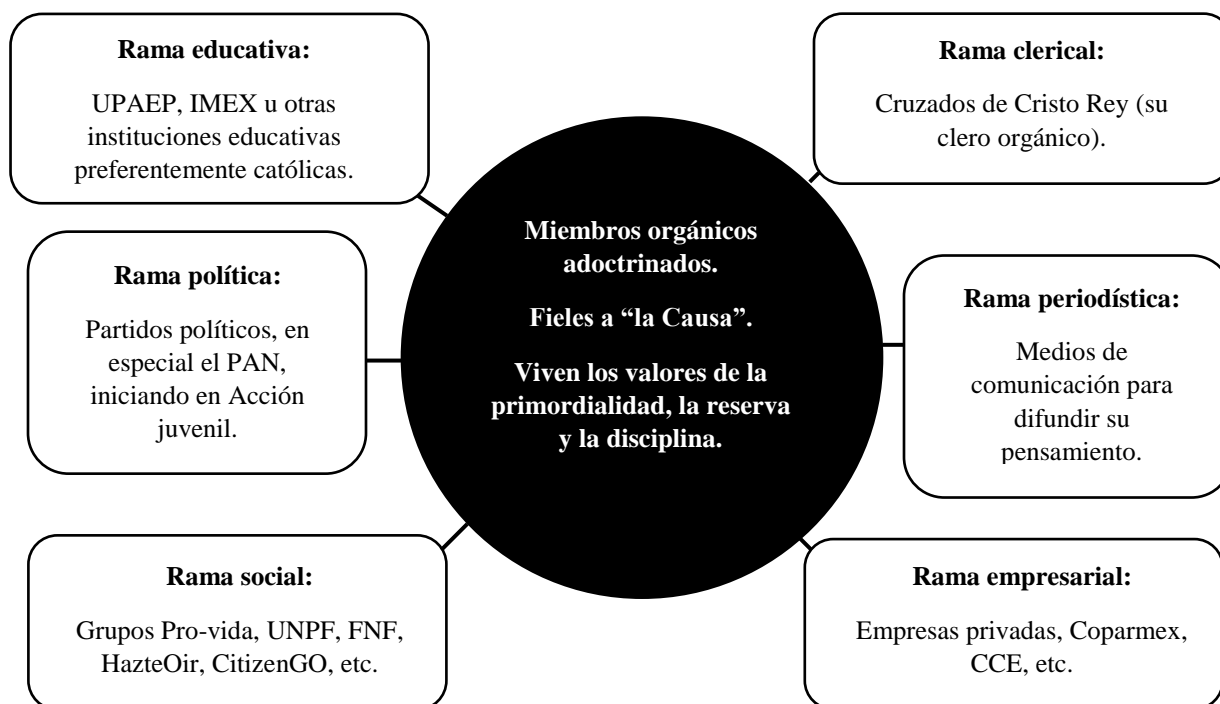 Rama educativa:
UPAEP, IMEX u otras
instituciones educativas
preferentemente católicas.
Rama clerical:
Cruzados de Cristo Rey (su
clero orgánico).
Miembros orgánicos
adoctrinados.
Fieles a “la Causa”.
Viven los valores de la
primordialidad, la reserva
y la disciplina.
Rama política:
Partidos políticos, en
especial el PAN,
iniciando en Acción
juvenil.
Rama periodística:
Medios de
comunicación para
difundir su
pensamiento.
Rama social:
Grupos Pro-vida, UNPF, FNF,
HazteOir, CitizenGO, etc.
Rama empresarial:
Empresas privadas, Coparmex,
CCE, etc.